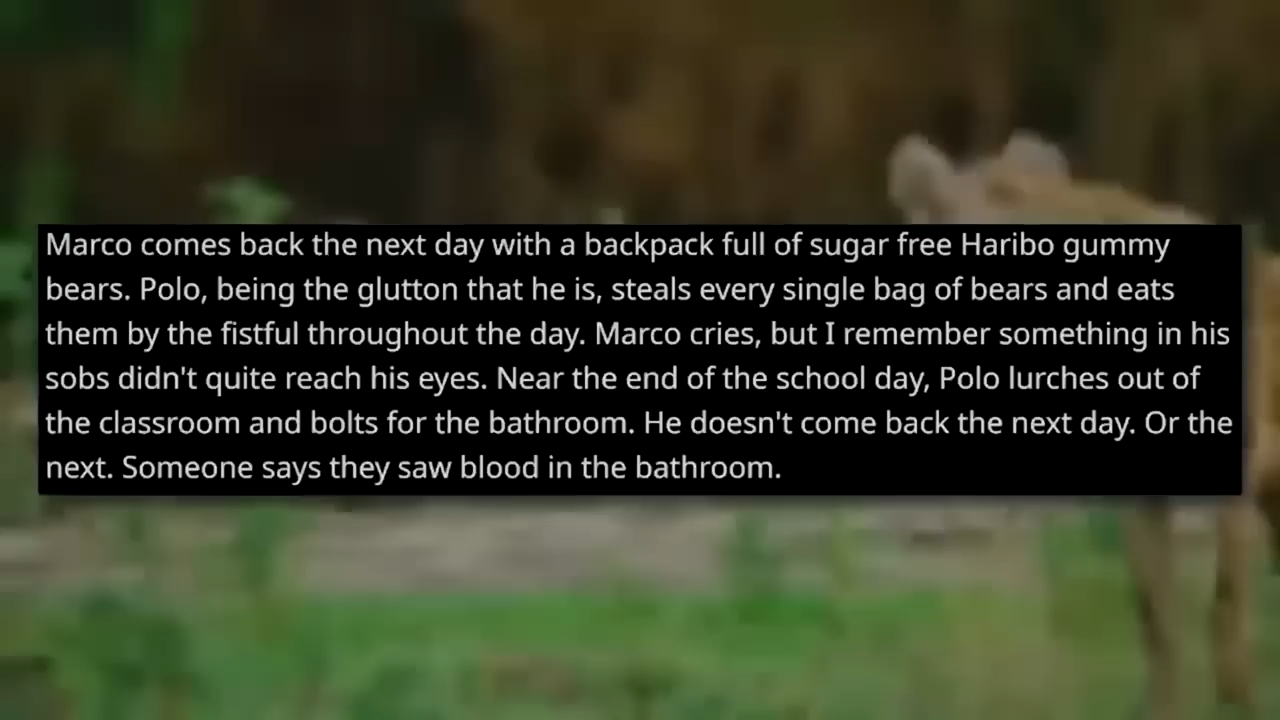 Marco comes back the next day with a backpack full of sugar free Haribo gummy
bears. Polo, being the glutton that he is, steals every single bag of bears and eats
them by the fistful throughout the day. Marco cries, but I remember something in his
sobs didn't quite reach his eyes. Near the end of the school day, Polo lurches out of
the classroom and bolts for the bathroom. He doesn't come back the next day. Or the
next. Someone says they saw blood in the bathroom.